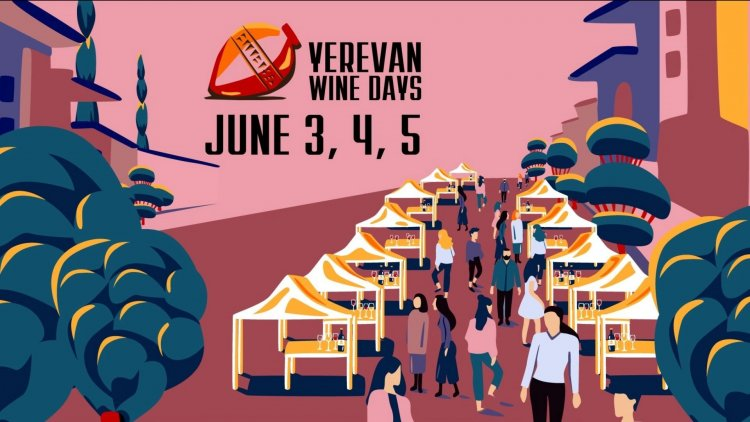 YEREVAN
WINE DAYS
JUNE 3, 4, 5